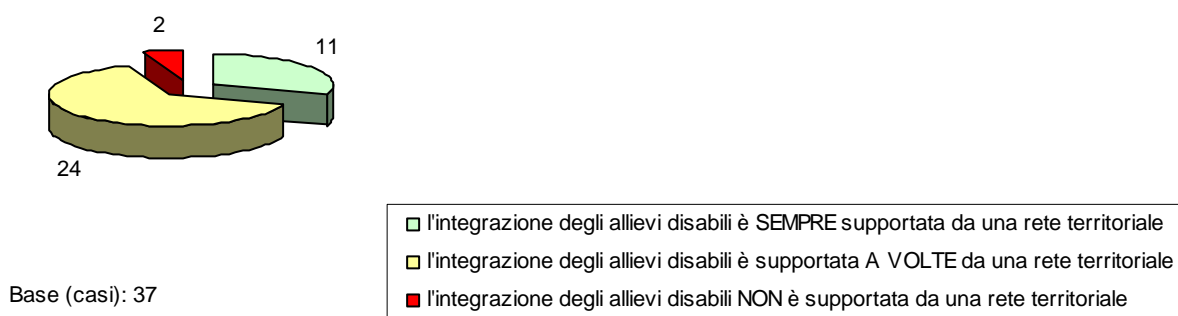 2
11
24
l'integrazione degli allievi disabili è SEMPRE supportata da una rete territoriale
l'integrazione degli allievi disabili è supportata A VOLTE da una rete territoriale
l'integrazione degli allievi disabili NON è supportata da una rete territoriale
Base (casi): 37